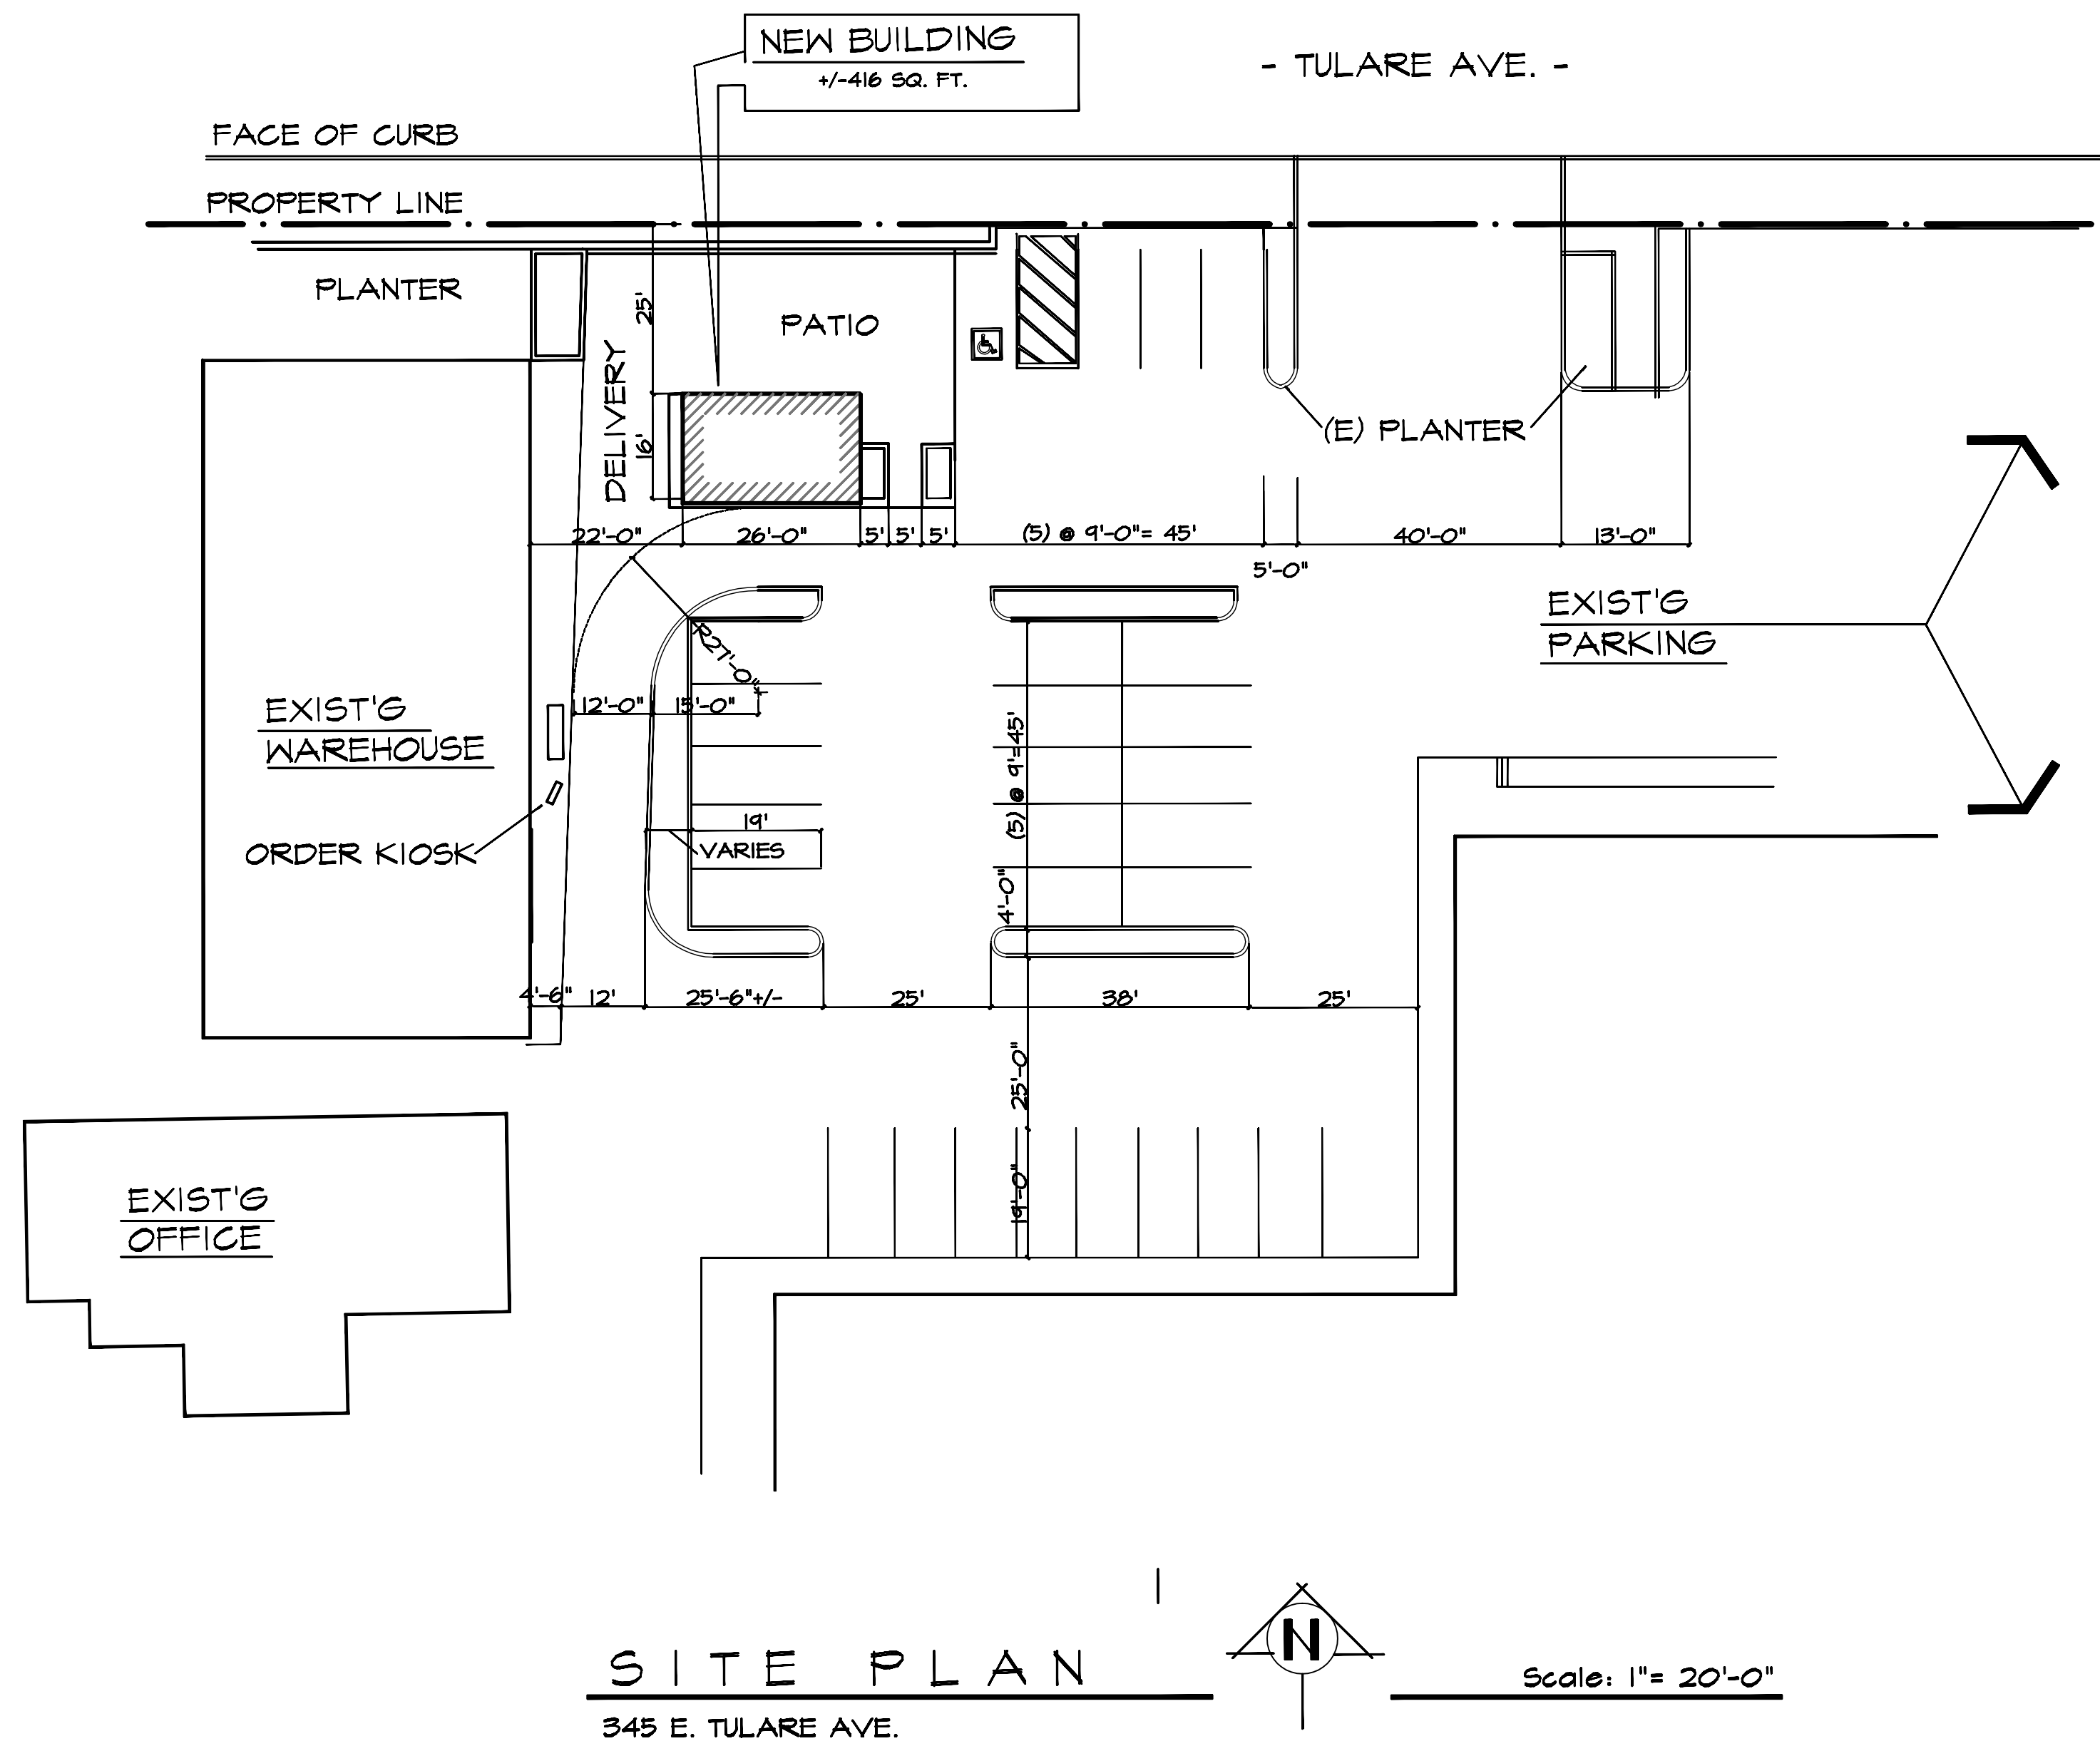 NEW BUILDING
+/-416 SQ. FT.
- TULARE AVE. -
FACE OF CURB
PROPERTY LINE
PLANTER
25'
PATIO
DELIVERY
16'
(E) PLANTER
22'-0"
26'-0"
5'
5'
5'
(5) @ 9'-0"= 45'
5'-0"
40'-0"
13'-0"
EXIST'G
PARKING
R27'-0"
12'-0"
15'-0"
EXIST'G
WAREHOUSE
(5) @ 9'=45'
19'
VARIES
ORDER KIOSK
4'-0"
4'-6"
12'
25'-6"+/-
25'
38'
25'
25'-0"
19'-0"
EXIST'G
OFFICE
N
SITE PLAN
Scale: 1"= 20'-0"
345 E. TULARE AVE.